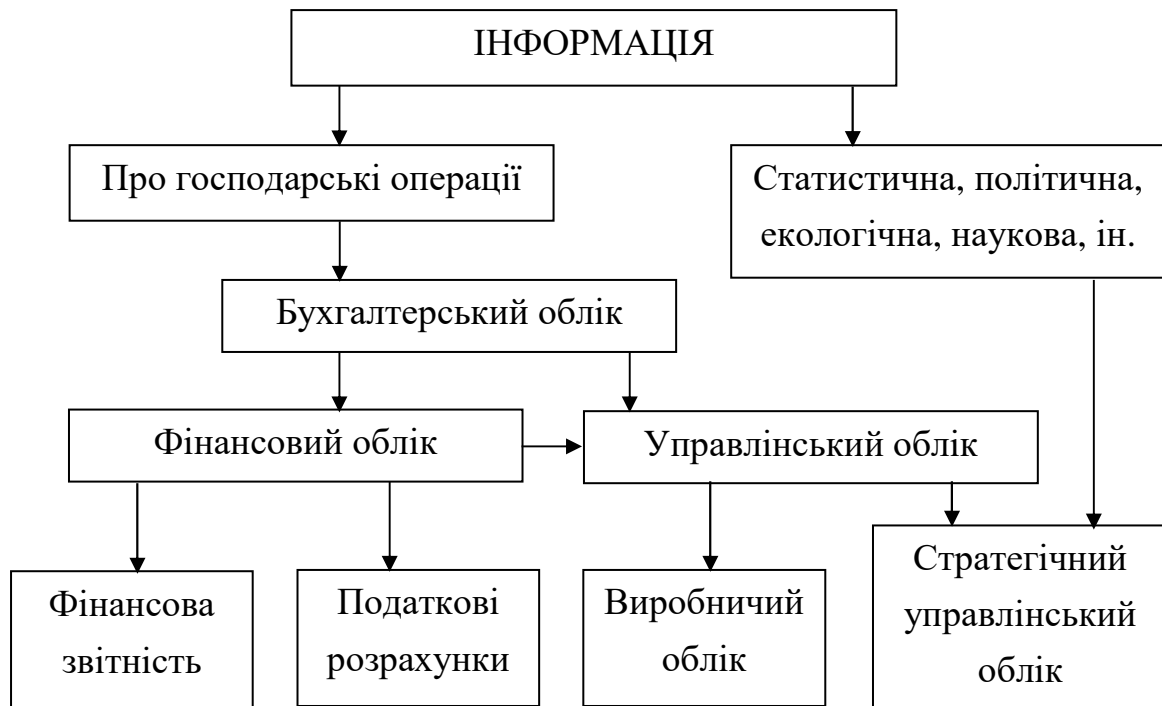 ІНФОРМАЦІЯ
Про господарські операції
Статистична, політична,
екологічна, наукова, ін.
Бухгалтерський облік
Фінансовий облік
Управлінський облік
Фінансова
звітність
Податкові
розрахунки
Виробничий
облік
Стратегічний
управлінський
облік